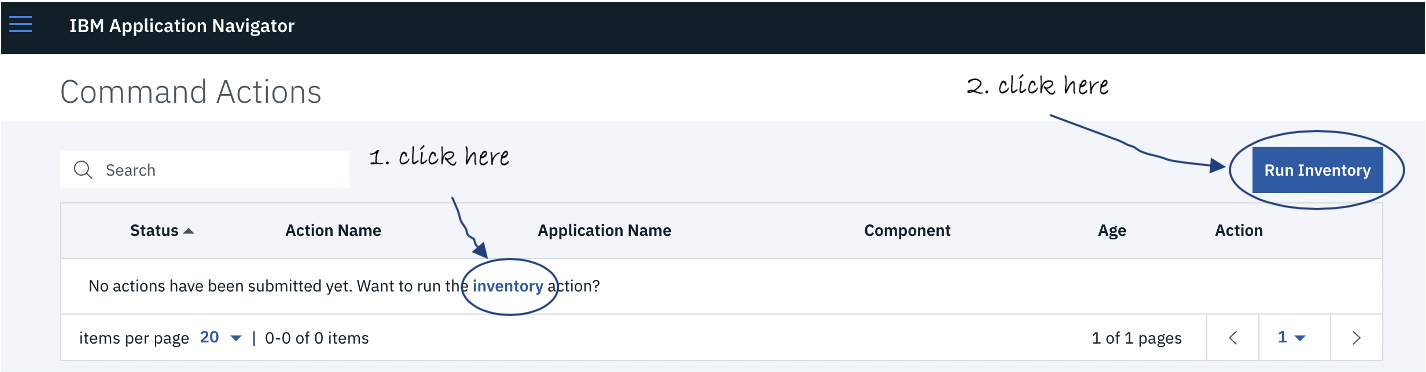 IBM Application Navigator
Command Actions
2. click here
1. click here
Search
Run Inventory
Status Action Name Application Name Component Age Action
No actions have been submitted yet. Want to run the inventory action?
items per page 20 | 0-0 of 0 items 1 of 1 pages 1